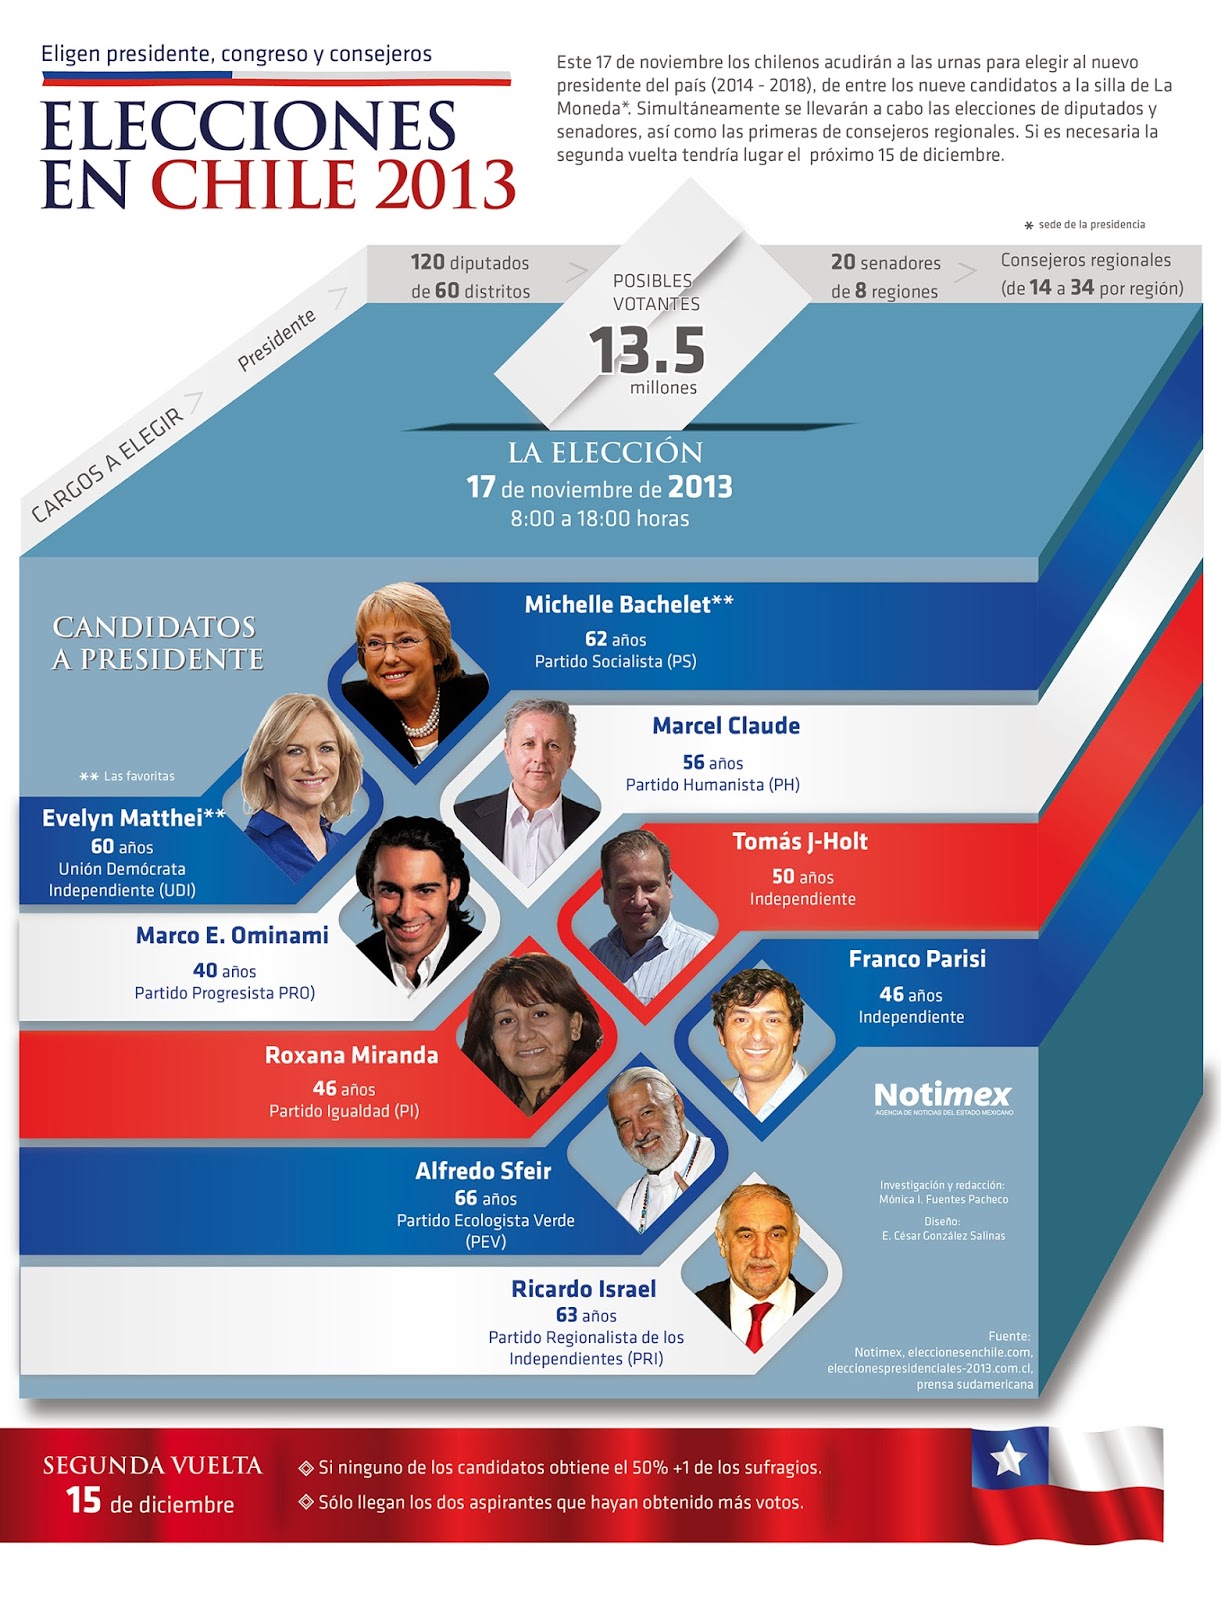 Eligen presidente, congreso y consejeros
ELECCIONES
EN CHILE 2013
Este 17 de noviembre los chilenos acudirán a las urnas para elegir al nuevo
presidente del país (2014 - 2018), de entre los nueve candidatos a la silla de La
Moneda*. Simultáneamente se llevarán a cabo las elecciones de diputados y
senadores, así como las primeras de consejeros regionales. Si es necesaria la
segunda vuelta tendría lugar el próximo 15 de diciembre.
* sede de la presidencia
CARGOS A ELEGIR >
Presidente >
120 diputados
de 60 distritos
>
20 senadores
de 8 regiones
>
Consejeros regionales
(de 14 a 34 por región)
POSIBLES
VOTANTES
13.5
millones
LA ELECCIÓN
17 de noviembre de 2013
8:00 a 18:00 horas
CANDIDATOS
A PRESIDENTE
** Las favoritas
Michelle Bachelet**
62 años
Partido Socialista (PS)
Marcel Claude
56 años
Partido Humanista (PH)
Evelyn Matthei**
60 años
Unión Demócrata
Independiente (UDI)
Tomás J-Holt
50 años
Independiente
Marco E. Ominami
40 años
Partido Progresista PRO)
Franco Parisi
46 años
Independiente
Roxana Miranda
46 años
Partido Igualdad (PI)
Alfredo Sfeir
66 años
Partido Ecologista Verde
(PEV)
Ricardo Israel
63 años
Partido Regionalista de los
Independientes (PRI)
Notimex
AGENCIA DE NOTICIAS DEL ESTADO MEXICANO
Investigación y redacción:
Mónica I. Fuentes Pacheco
Diseño:
E. César González Salinas
Fuente:
Notimex, eleccionesenchile.com,
eleccionespresidenciales-2013.com.cl,
prensa sudamericana
SEGUNDA VUELTA
15 de diciembre
Si ninguno de los candidatos obtiene el 50% +1 de los sufragios.
Sólo llegan los dos aspirantes que hayan obtenido más votos.